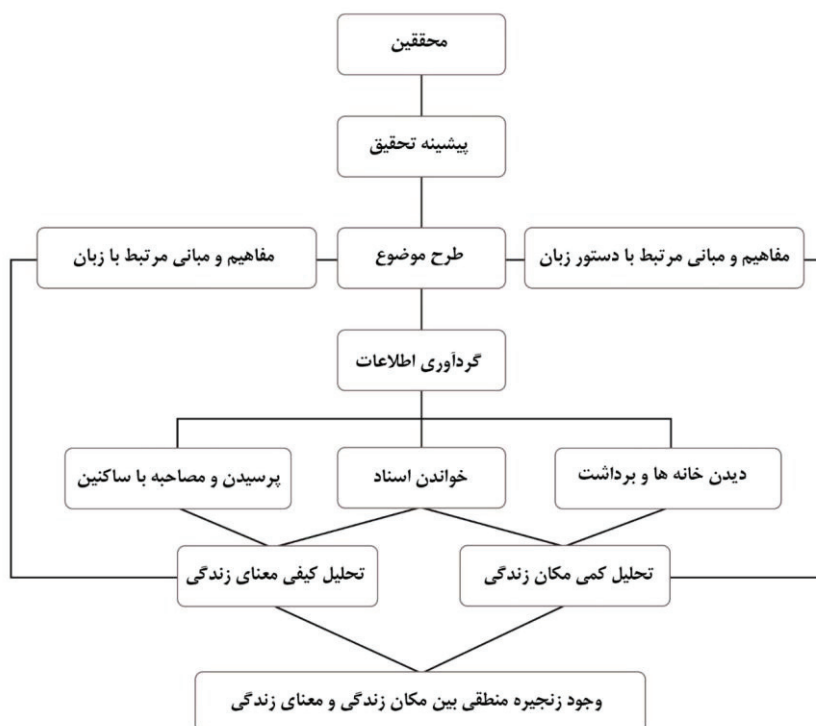 محققین
پیشینه تحقیق
مفاهیم و مبانی مرتبط با دستور زبان
طرح موضوع
مفاهیم و مبانی مرتبط با زبان
گردآوری اطلاعات
دیدن خانه ها و برداشت
خواندن اسناد
پرسیدن و مصاحبه با ساکنین
تحلیل کمی مکان زندگی
تحلیل کیفی معنای زندگی
وجود زنجیره منطقی بین مکان زندگی و معنای زندگی